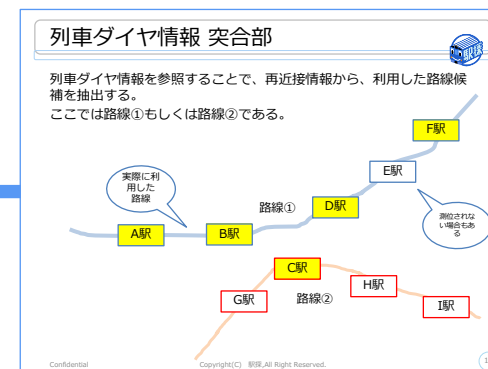 列車ダイヤ情報 突合部
駅探
列車ダイヤ情報を参照することで、再近接情報から、利用した路線候
補を抽出する。
ここでは路線①もしくは路線②である。
F駅
E駅
実際に利
用した
路線
路線①
D駅
測位されな
い場合もあ
る
A駅
B駅
C駅
H駅
G駅
路線②
I駅
Confidential
Copyright(C) 駅探,All Right Reserved.
1